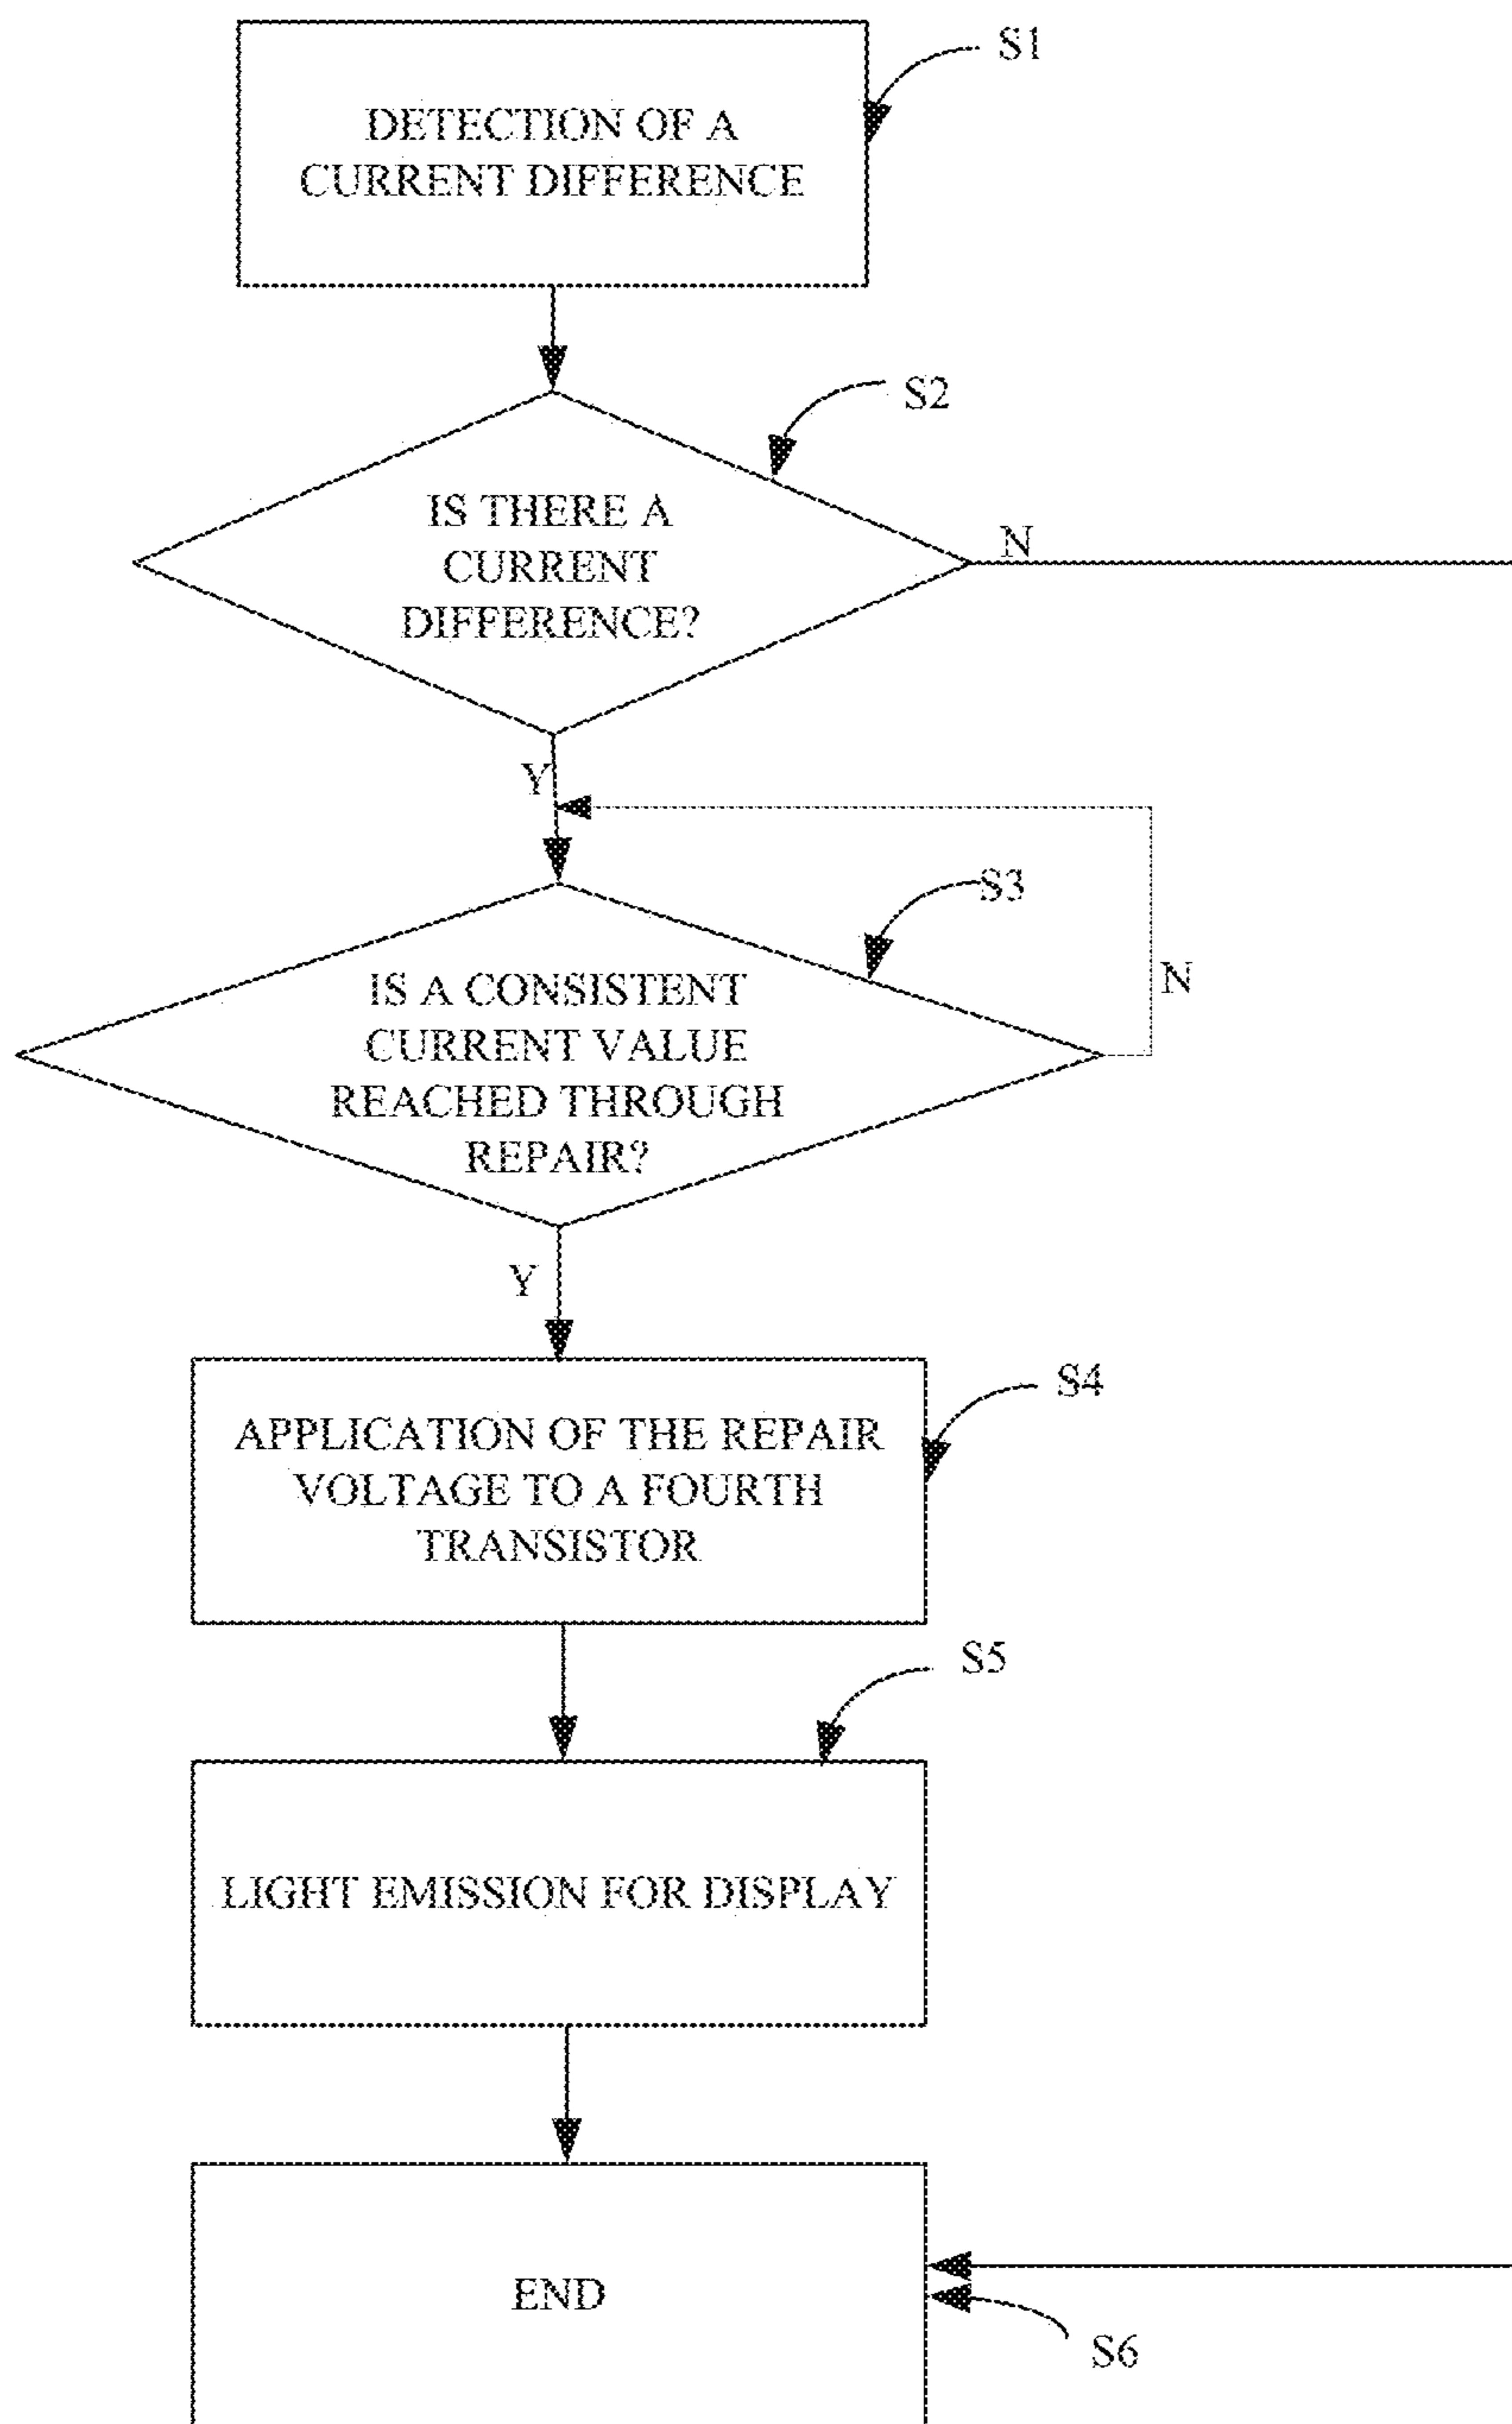 S1
DETECTION OF A
CURRENT DIFFERENCE
S2
IS THERE A
CURRENT
DIFFERENCE?
N
Y
S3
IS A CONSISTENT
CURRENT VALUE
REACHED THROUGH
REPAIR?
N
Y
S4
APPLICATION OF THE REPAIR
VOLTAGE TO A FOURTH
TRANSISTOR
S5
LIGHT EMISSION FOR DISPLAY
END
S6